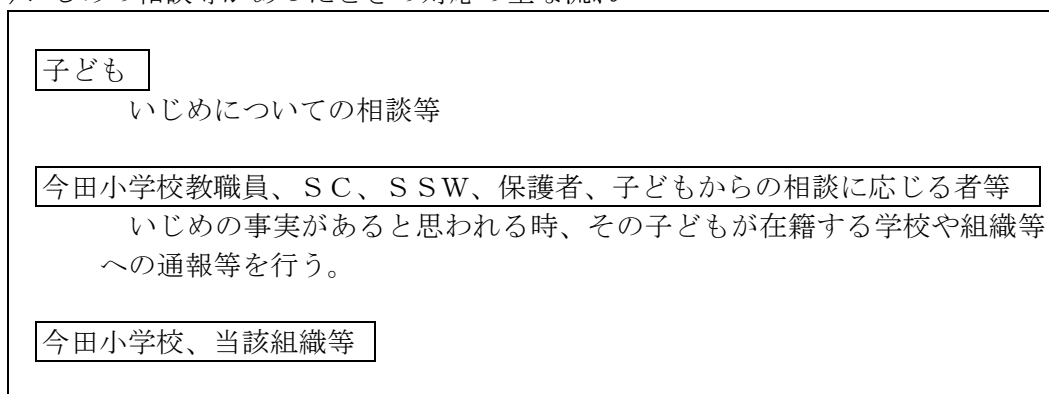 子ども
いじめについての相談等
今田小学校教職員、ＳＣ、ＳＳＷ、保護者、子どもからの相談に応じる者等
いじめの事実があると思われる時、その子どもが在籍する学校や組織等
への通報等を行う。
今田小学校、当該組織等